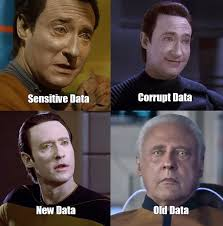 Sensitive Data
Corrupt Data
New Data
Old Data